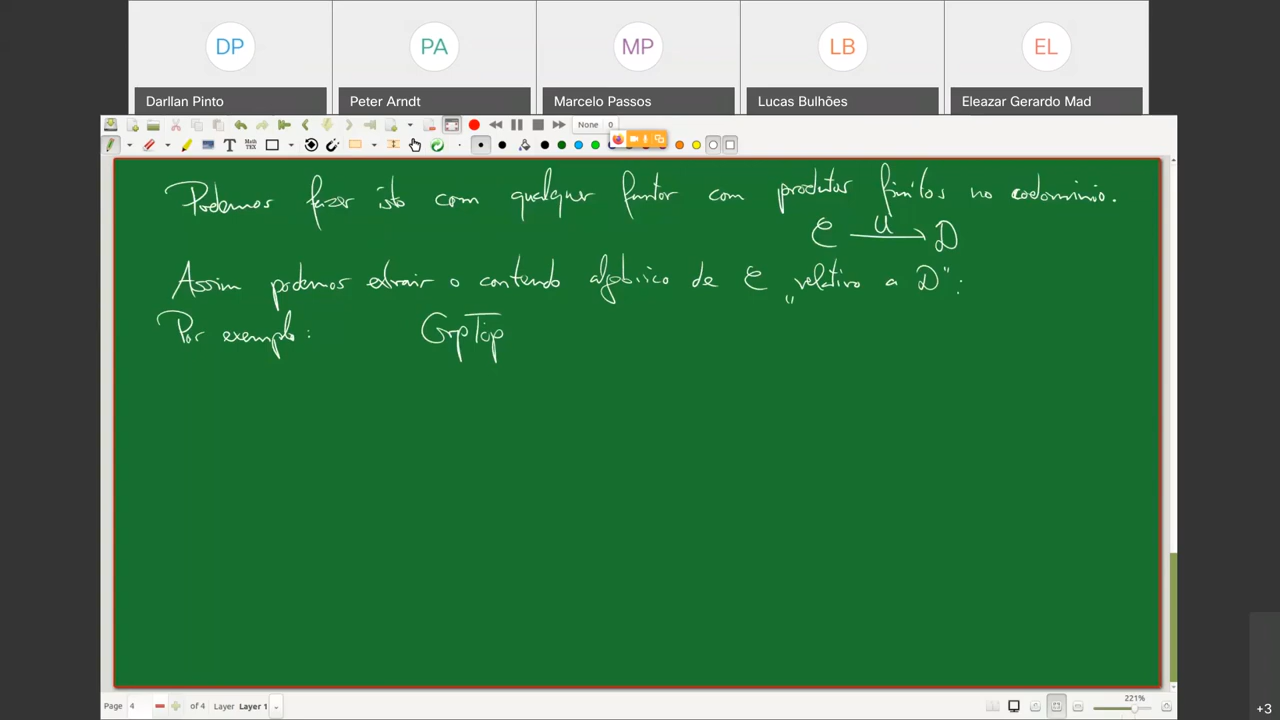 DP PA MP LB EL
Darllan Pinto Peter Arndt Marcelo Passos Lucas Bulhões Eleazar Gerardo Mad
None 0
Podemos fazer isto com qualquer funtor com produtos finitos no codomínio.
C U D
Assim podemos extrair o conteudo algébrico de C „relativo a D":
Por exemplo: GrpTop
Page 4 of 4 Layer Layer 1 221%
+3